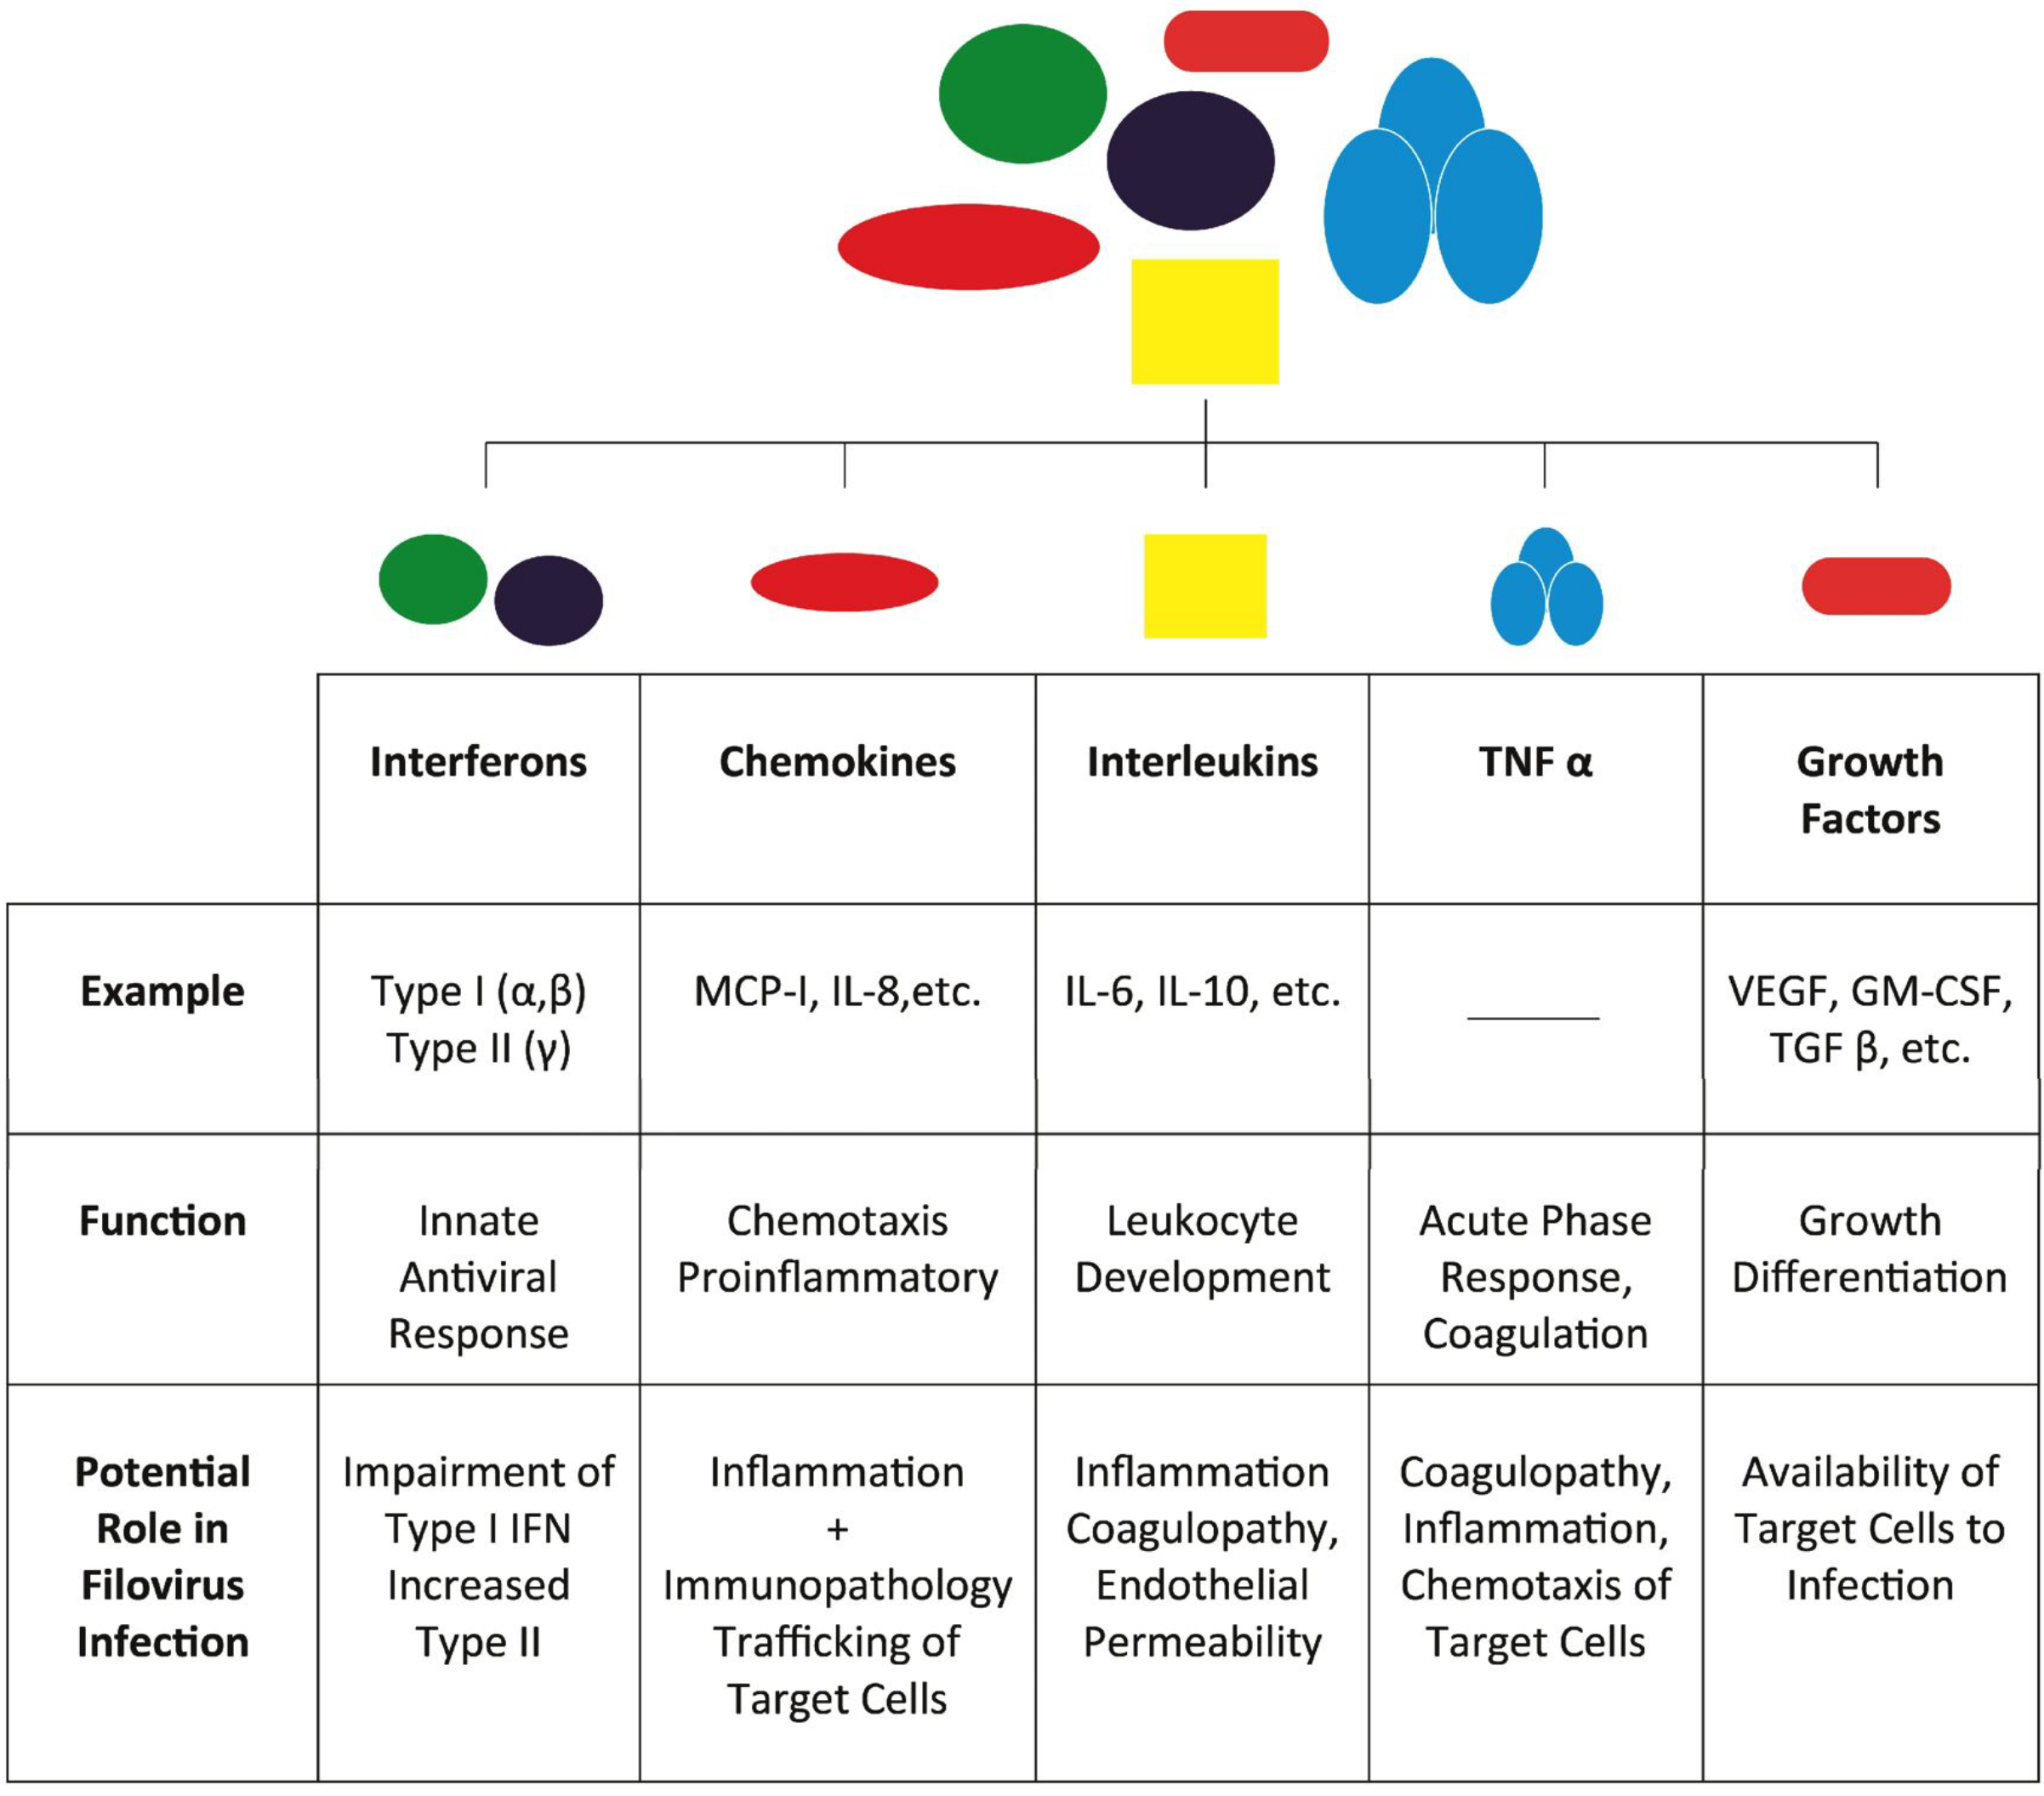 Interferons
Chemokines
Interleukins
TNF α
Growth
Factors
Example
Type I (α,β)
Type II (γ)
MCP-I, IL-8,etc.
IL-6, IL-10, etc.
VEGF, GM-CSF,
TGF β, etc.
Function
Innate
Antiviral
Response
Chemotaxis
Proinflammatory
Leukocyte
Development
Acute Phase
Response,
Coagulation
Growth
Differentiation
Potential
Role in
Filovirus
Infection
Impairment of
Type I IFN
Increased
Type II
Inflammation
+
Immunopathology
Trafficking of
Target Cells
Inflammation
Coagulopathy,
Endothelial
Permeability
Coagulopathy,
Inflammation,
Chemotaxis of
Target Cells
Availability of
Target Cells to
Infection